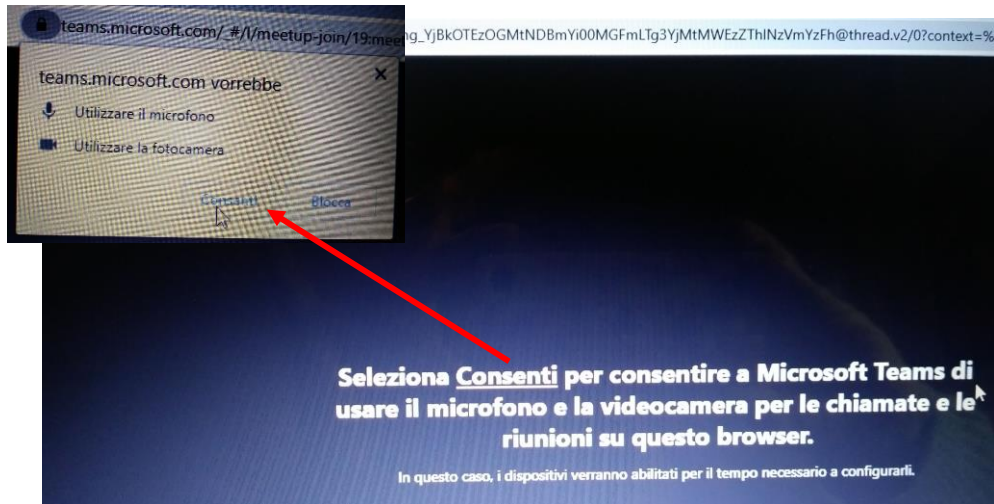 teams.microsoft.com/_#/l/meetup-join/19:mee
ng_YjBkOTEzOGMtNDBmYi00MGFmLTg3YjMtMWEzZThlNzVmYzFh@thread.v2/0?context=%
teams.microsoft.com vorrebbe
Utilizzare il microfono
Utilizzare la fotocamera
Consenti Blocca
Seleziona Consenti per consentire a Microsoft Teams di
usare il microfono e la videocamera per le chiamate e le
riunioni su questo browser.
In questo caso, i dispositivi verranno abilitati per il tempo necessario a configurarli.